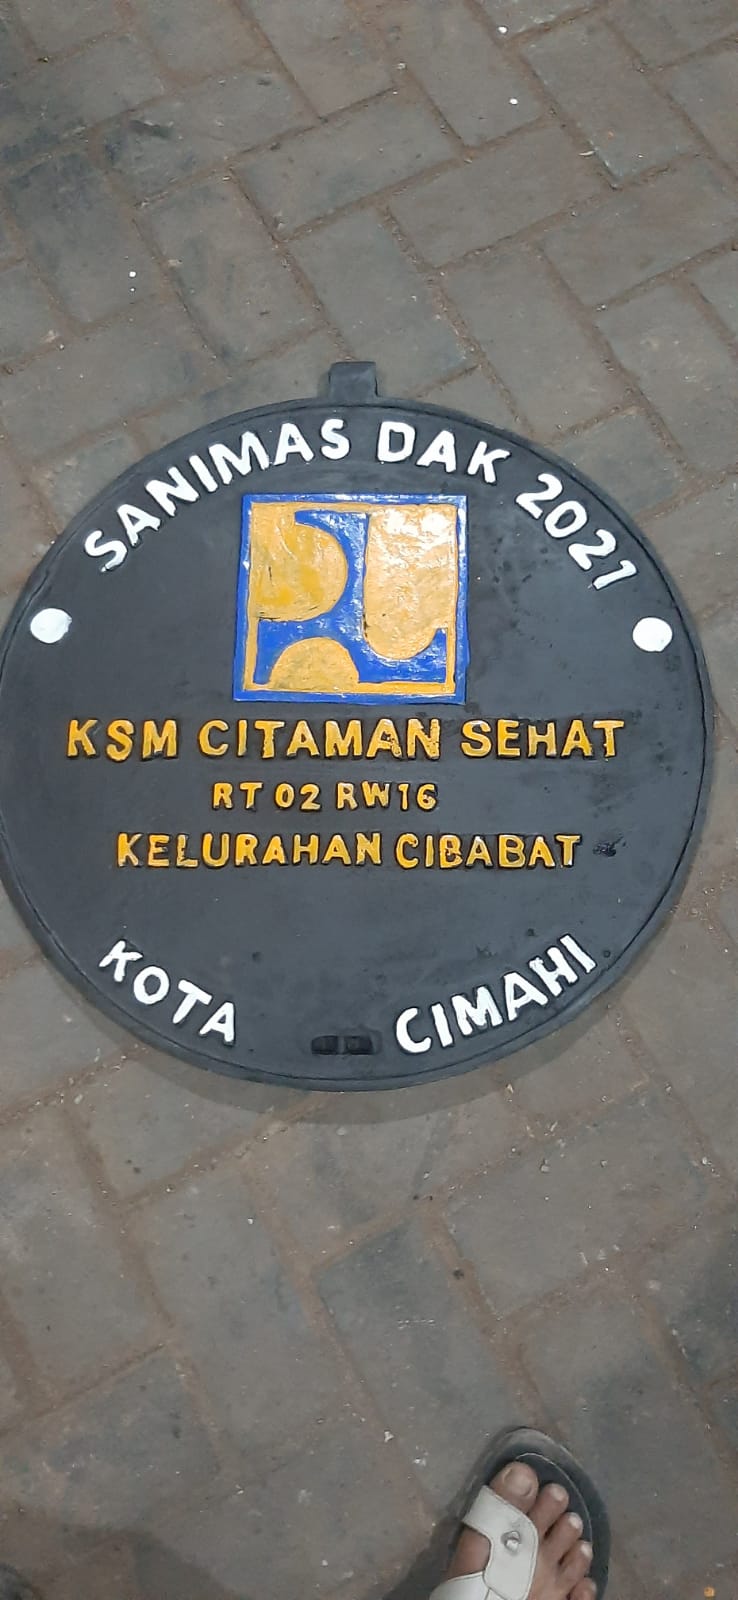 SANIMAS DAK 2021
KSM CITAMAN SEHAT
RT 02 RW16
KELURAHAN CIBABAT
KOTA CIMAHI